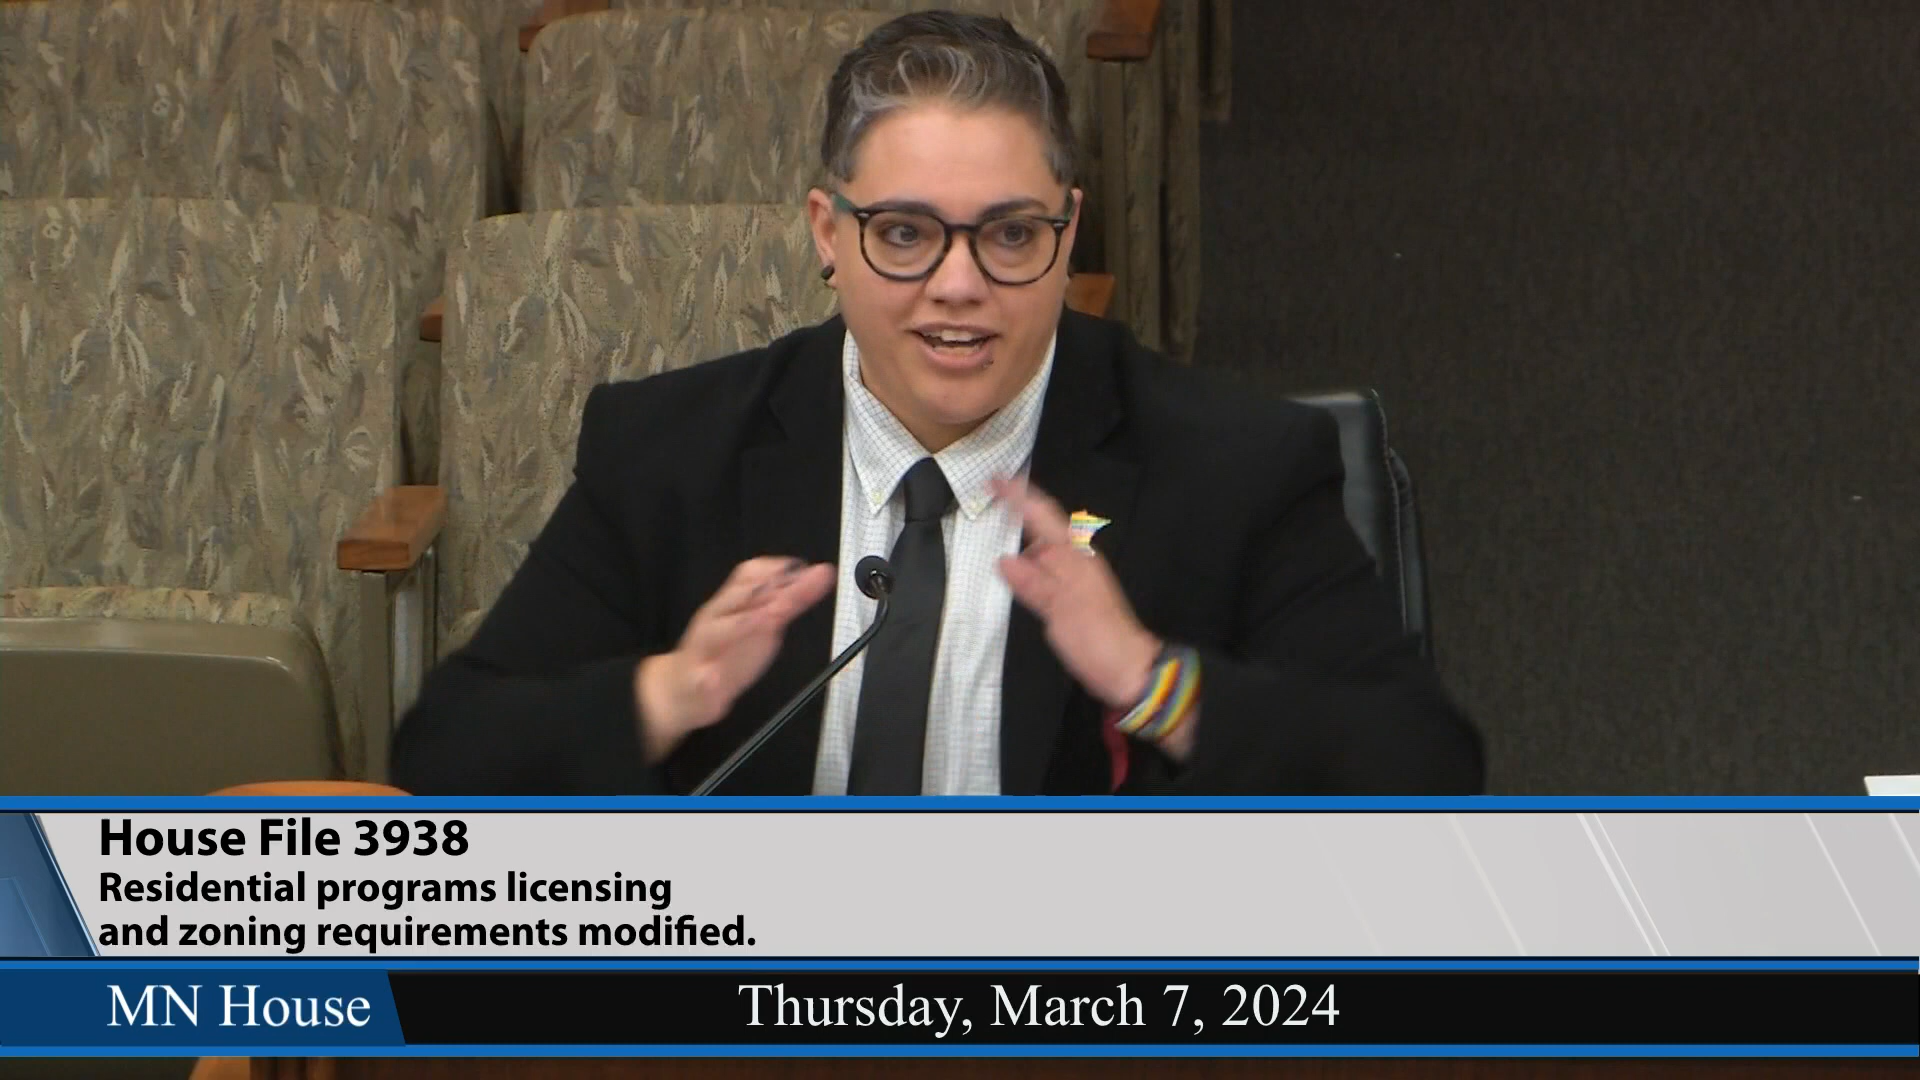 House File 3938
Residential programs licensing
and zoning requirements modified.
MN House
Thursday, March 7, 2024